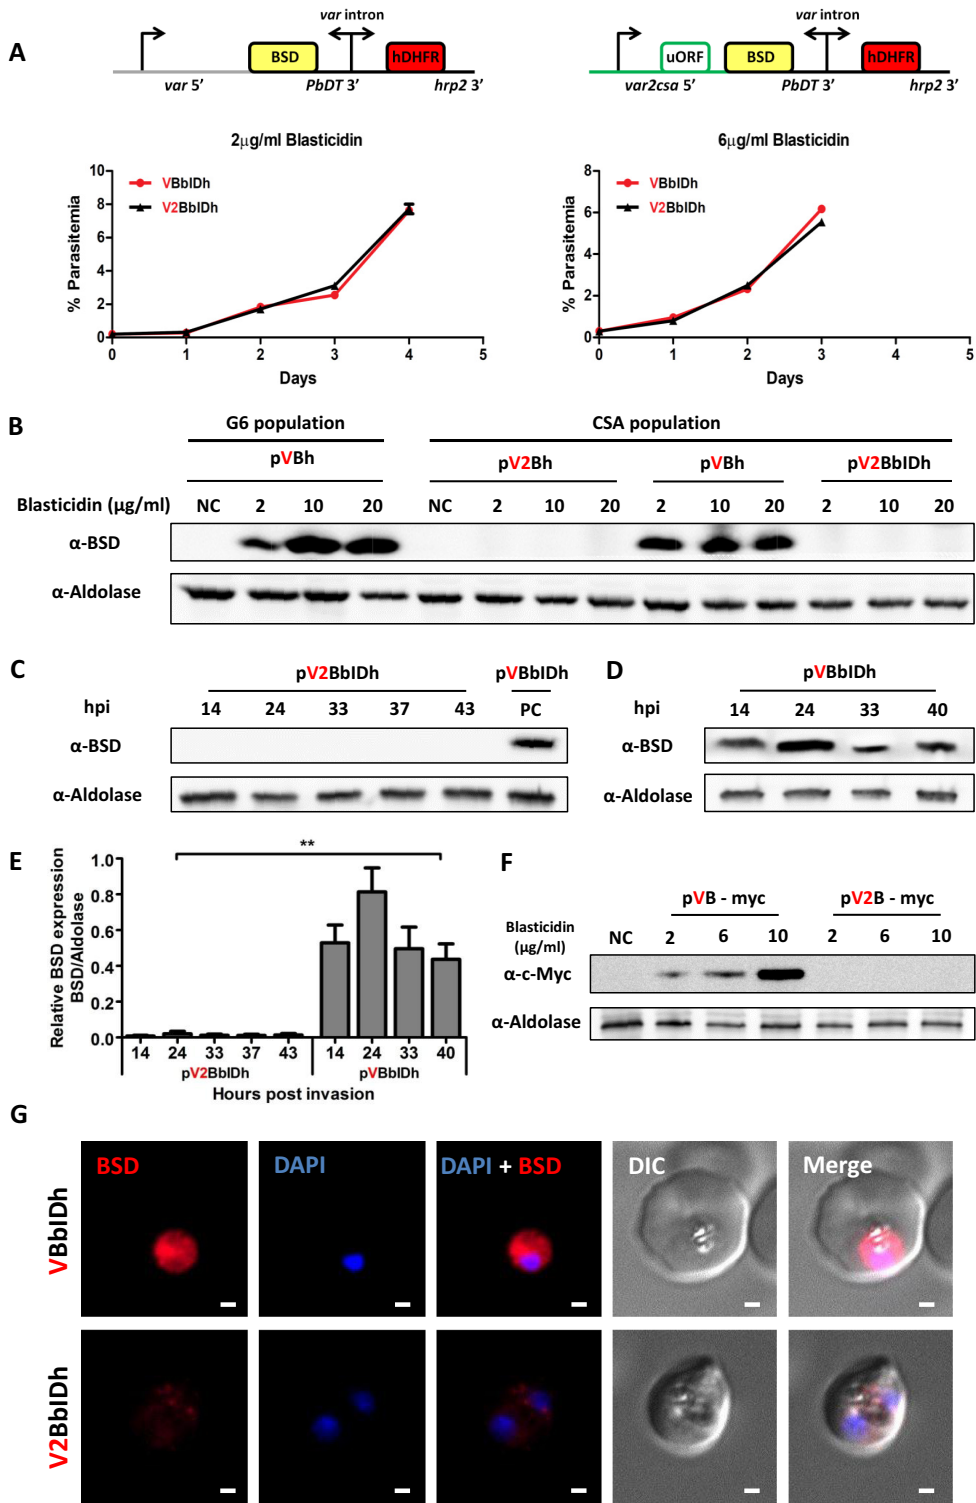 A
var intron
BSD
hDHFR
var 5’
PbDT 3’
hrp2 3’
var intron
uORF
BSD
hDHFR
var2csa 5’
PbDT 3’
hrp2 3’
2μg/ml Blasticidin
% Parasitemia
10
8
6
4
2
0
VBbIDh
V2BbIDh
0 1 2 3 4 5
Days
6μg/ml Blasticidin
% Parasitemia
8
6
4
2
0
VBbIDh
V2BbIDh
0 1 2 3 4 5
Days
B
G6 population
CSA population
pVBh
pV2Bh
pVBh
pV2BbIDh
Blasticidin (μg/ml) NC 2 10 20 NC 2 10 20 2 10 20 2 10 20
α-BSD
α-Aldolase
C
pV2BbIDh
pVBbIDh
hpi 14 24 33 37 43 PC
α-BSD
α-Aldolase
D
pVBbIDh
hpi 14 24 33 40
α-BSD
α-Aldolase
E
Relative BSD expression
BSD/Aldolase
1.0
0.8
0.6
0.4
0.2
0.0
**
14 24 33 37 43 14 24 33 40
pV2BbIDh pVBbIDh
Hours post invasion
F
pVB - myc
pV2B - myc
Blasticidin
(μg/ml)
NC 2 6 10 2 6 10
α-c-Myc
α-Aldolase
G
BSD
DAPI
DAPI + BSD
DIC
Merge
VBbIDh
V2BbIDh